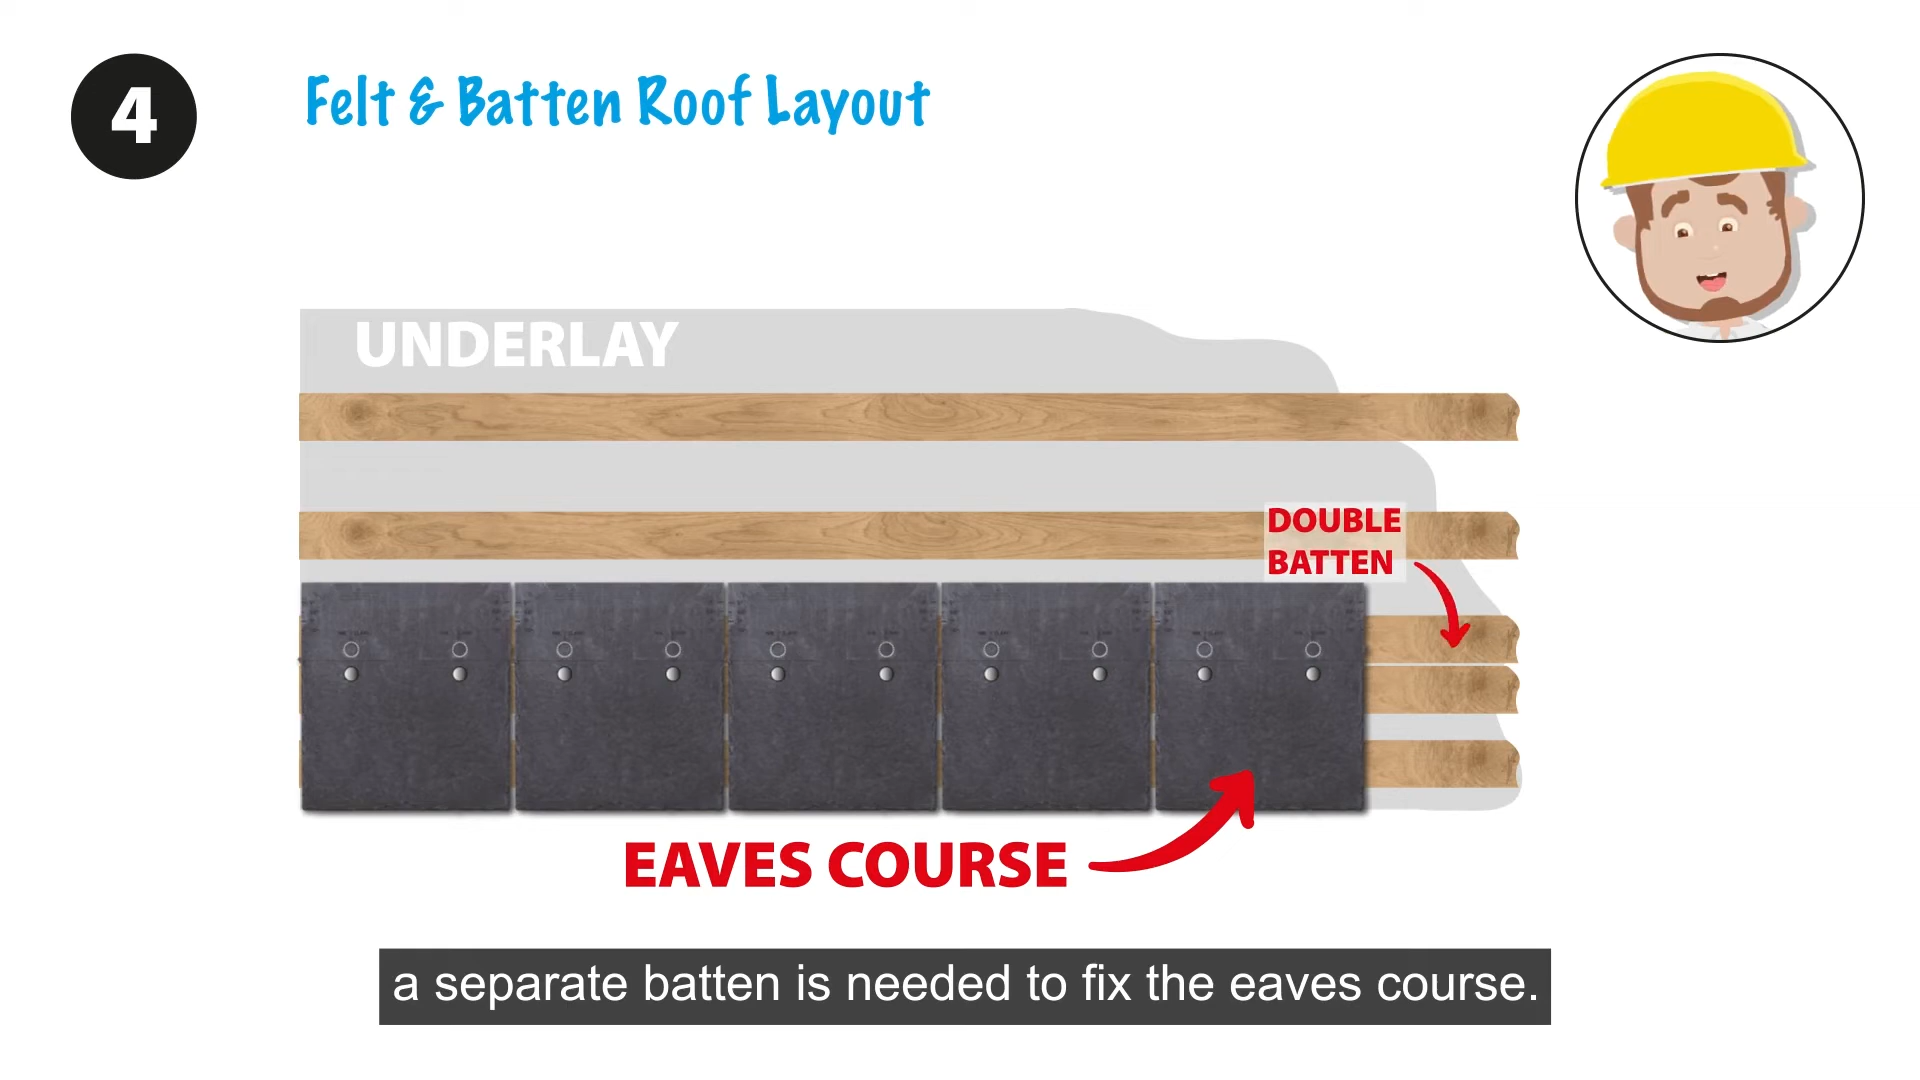 4
Felt & Batten Roof Layout
UNDERLAY
DOUBLE
BATTEN
EAVES COURSE
a separate batten is needed to fix the eaves course.